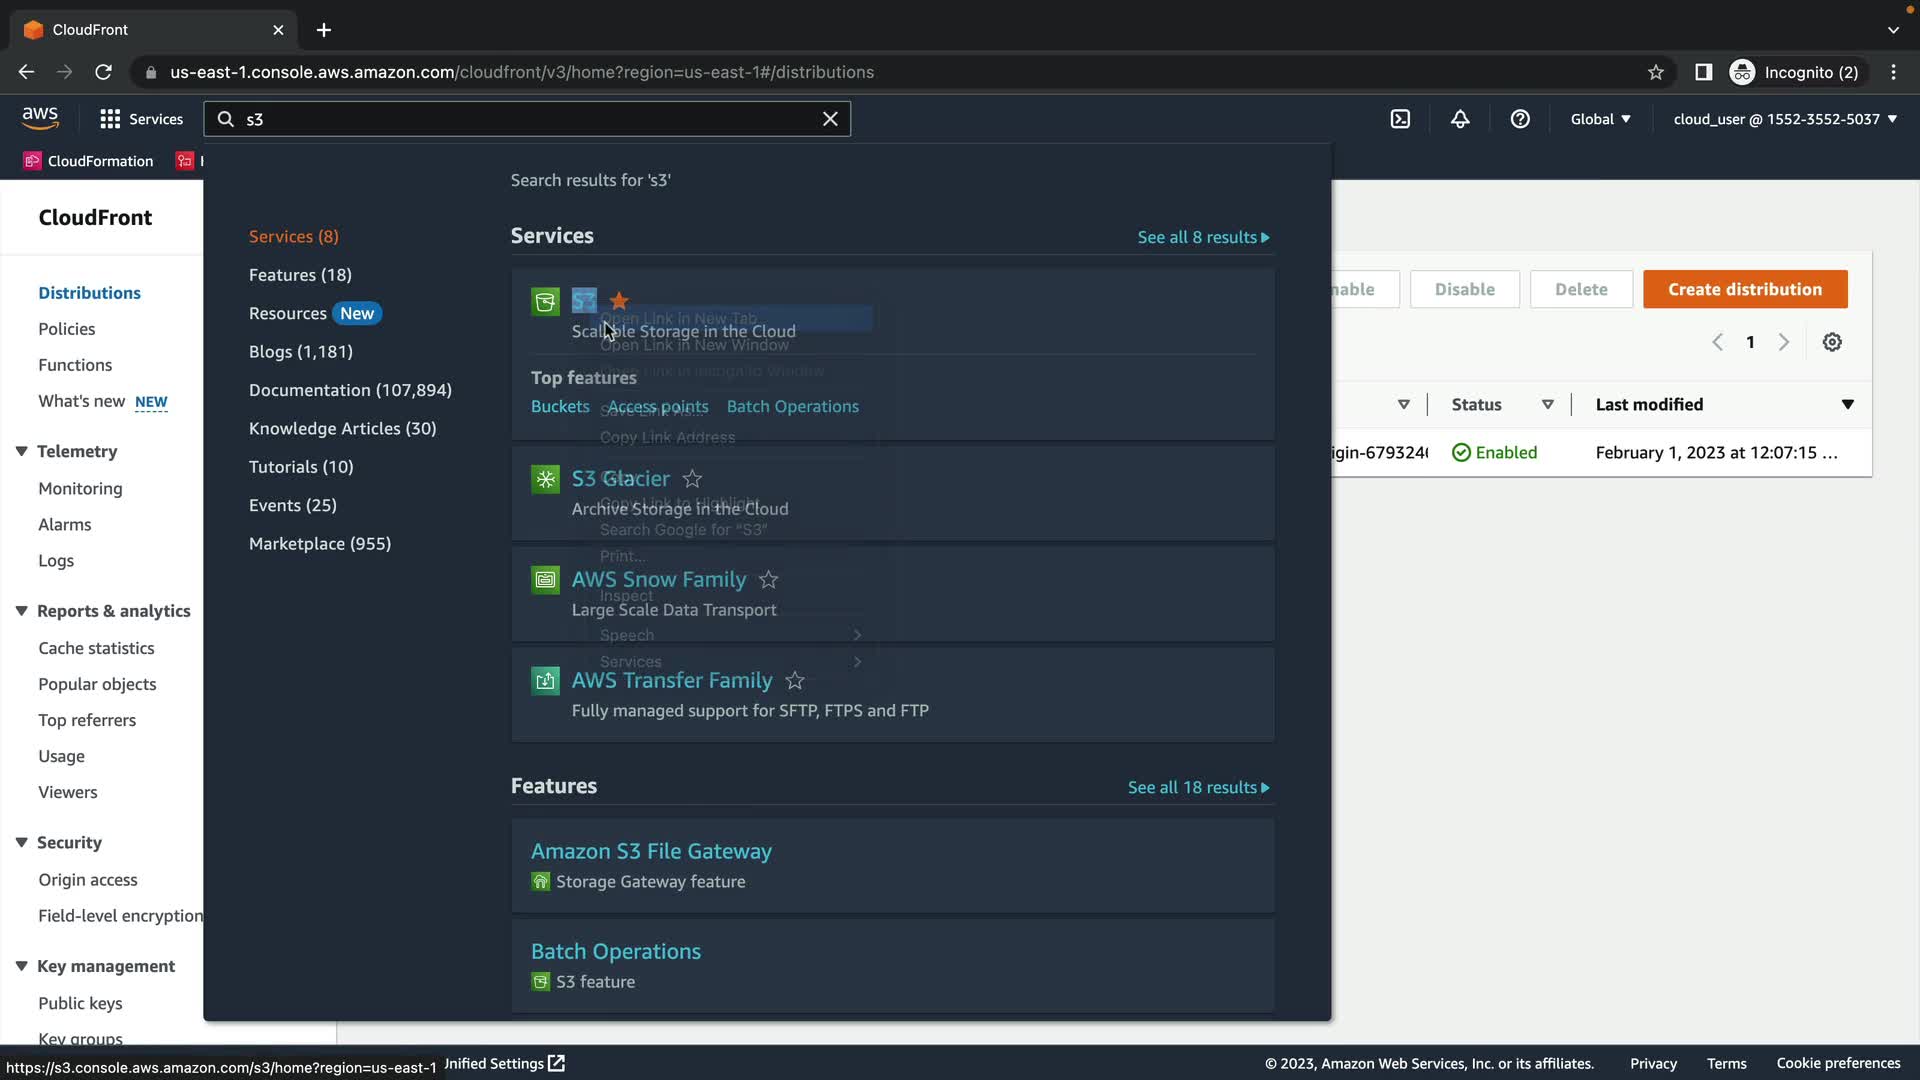 CloudFront
us-east-1.console.aws.amazon.com/cloudfront/v3/home?region=us-east-1#/distributions
Incognito (2)
aws
Services
s3
Global
cloud_user @ 1552-3552-5037
CloudFormation
Search results for 's3'
CloudFront
Services (8)
Features (18)
Resources New
Blogs (1,181)
Documentation (107,894)
Knowledge Articles (30)
Tutorials (10)
Events (25)
Marketplace (955)
Services
See all 8 results
S3
Scalable Storage in the Cloud
Top features
Buckets Access points Batch Operations
S3 Glacier
Archive Storage in the Cloud
AWS Snow Family
Large Scale Data Transport
AWS Transfer Family
Fully managed support for SFTP, FTPS and FTP
Features
See all 18 results
Amazon S3 File Gateway
Storage Gateway feature
Batch Operations
S3 feature
Open Link in New Tab
Open Link in New Window
Open Link in Incognito Window
Save Link As...
Copy Link Address
Copy
Copy Link to Highlight
Search Google for “S3”
Print...
Inspect
Speech
Services
Distributions
Policies
Functions
What's new NEW
Telemetry
Monitoring
Alarms
Logs
Reports & analytics
Cache statistics
Popular objects
Top referrers
Usage
Viewers
Security
Origin access
Field-level encryption
Key management
Public keys
Key groups
Disable
Delete
Create distribution
1
Status
Last modified
igin-679324
Enabled
February 1, 2023 at 12:07:15 ...
https://s3.console.aws.amazon.com/s3/home?region=us-east-1
Unified Settings
© 2023, Amazon Web Services, Inc. or its affiliates.
Privacy
Terms
Cookie preferences